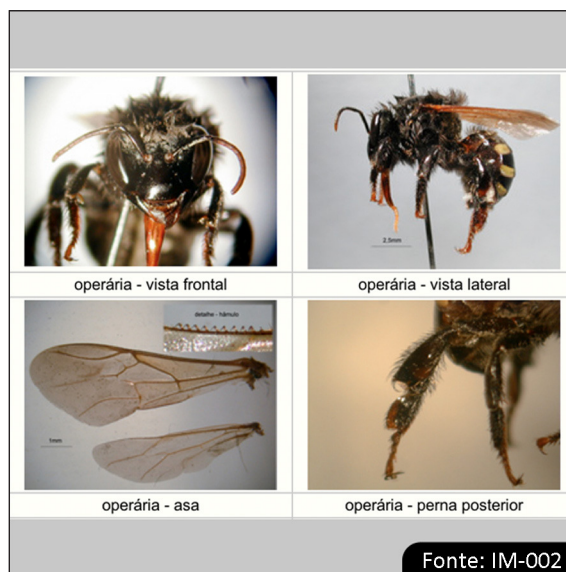 2,5mm
operária - vista frontal
operária - vista lateral
detalhe - hâmulo
1mm
operária - asa
operária - perna posterior
Fonte: IM-002